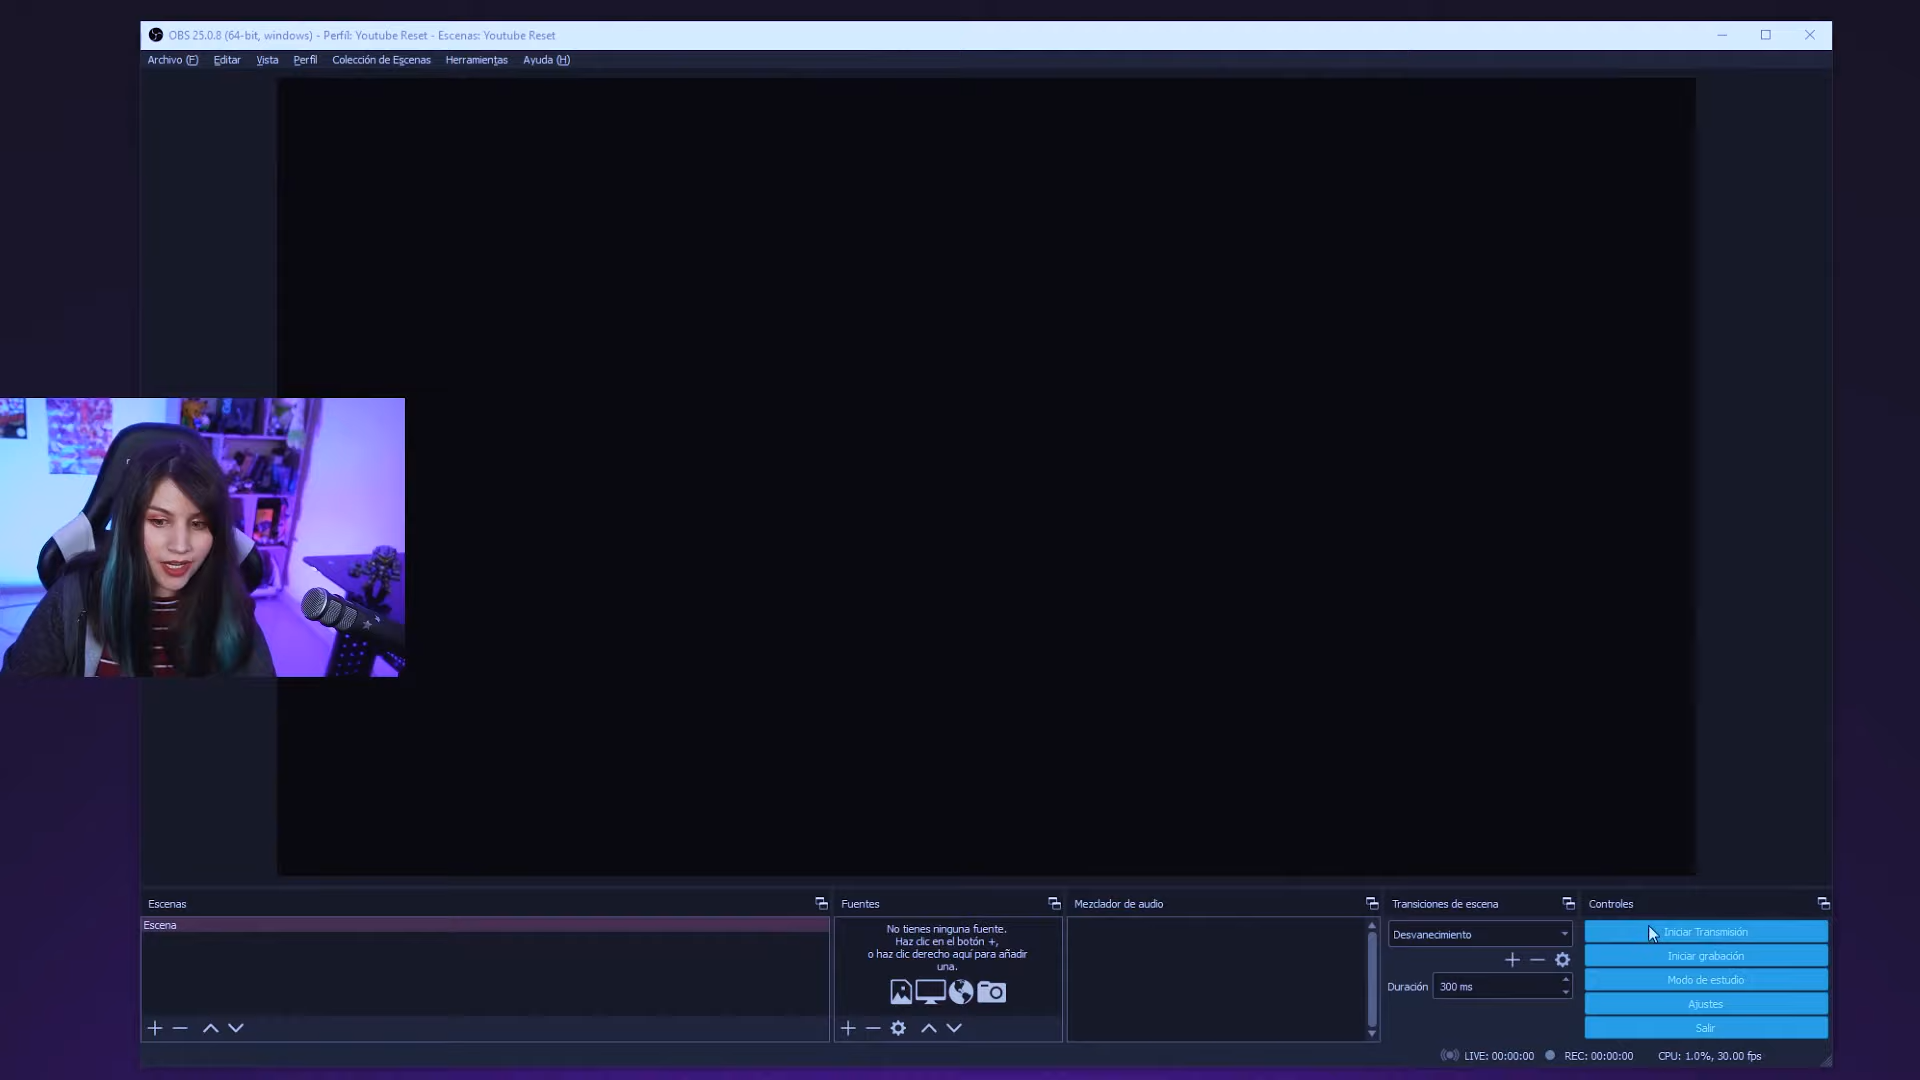 OBS 25.0.8 (64-bit, windows) - Perfil: Youtube Reset - Escenas: Youtube Reset
Archivo (F) Editar Vista Perfil Colección de Escenas Herramientas Ayuda (H)
Escenas
Escena
Fuentes
No tienes ninguna fuente.
Haz clic en el botón +,
o haz clic derecho aquí para añadir
una.
Mezclador de audio
Transiciones de escena
Desvanecimiento
Duración 300 ms
Controles
Iniciar Transmisión
Iniciar grabación
Modo de estudio
Ajustes
Salir
LIVE: 00:00:00 REC: 00:00:00 CPU: 1.0%, 30.00 fps